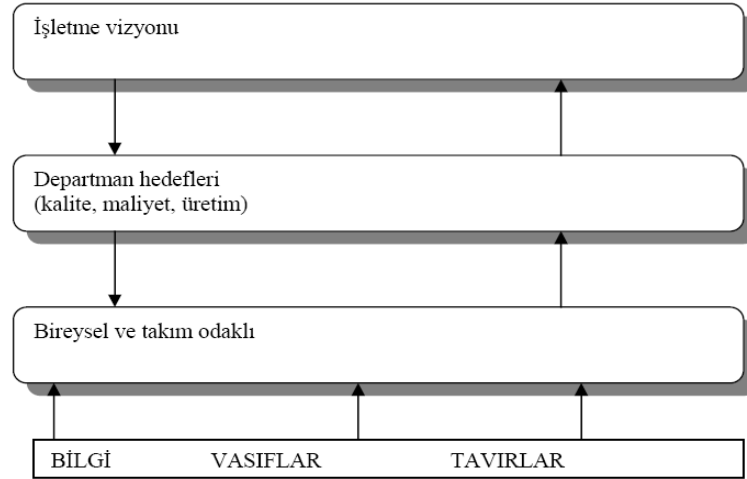 İşletme vizyonu
Departman hedefleri
(kalite, maliyet, üretim)
Bireysel ve takım odaklı
BİLGİ VASIFLAR TAVIRLAR